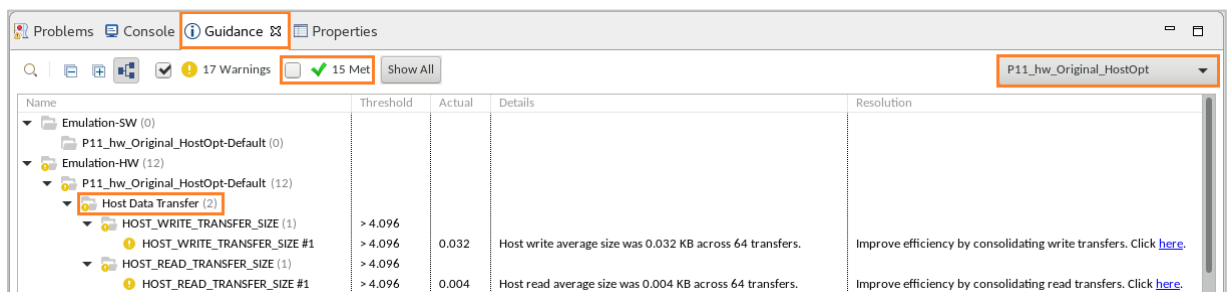 Problems Console Guidance Properties
17 Warnings 15 Met Show All P11_hw_Original_HostOpt
Name Threshold Actual Details Resolution
Emulation-SW (0)
P11_hw_Original_HostOpt-Default (0)
Emulation-HW (12)
P11_hw_Original_HostOpt-Default (12)
Host Data Transfer (2)
HOST_WRITE_TRANSFER_SIZE (1) > 4.096
HOST_WRITE_TRANSFER_SIZE #1 > 4.096 0.032 Host write average size was 0.032 KB across 64 transfers. Improve efficiency by consolidating write transfers. Click here.
HOST_READ_TRANSFER_SIZE (1) > 4.096
HOST_READ_TRANSFER_SIZE #1 > 4.096 0.004 Host read average size was 0.004 KB across 64 transfers. Improve efficiency by consolidating read transfers. Click here.